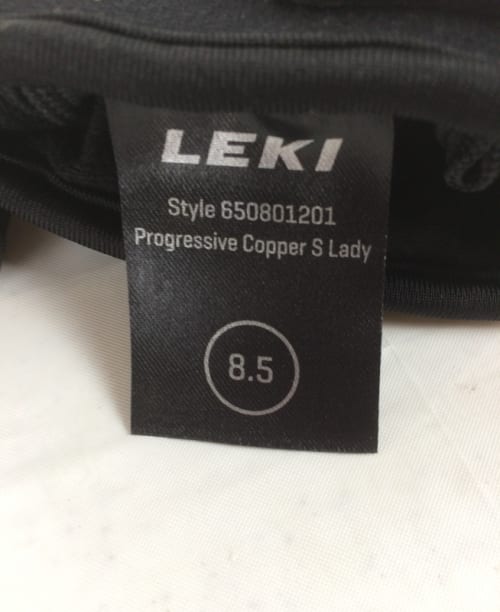 LEKI
Style 650801201
Progressive Copper S Lady
8.5